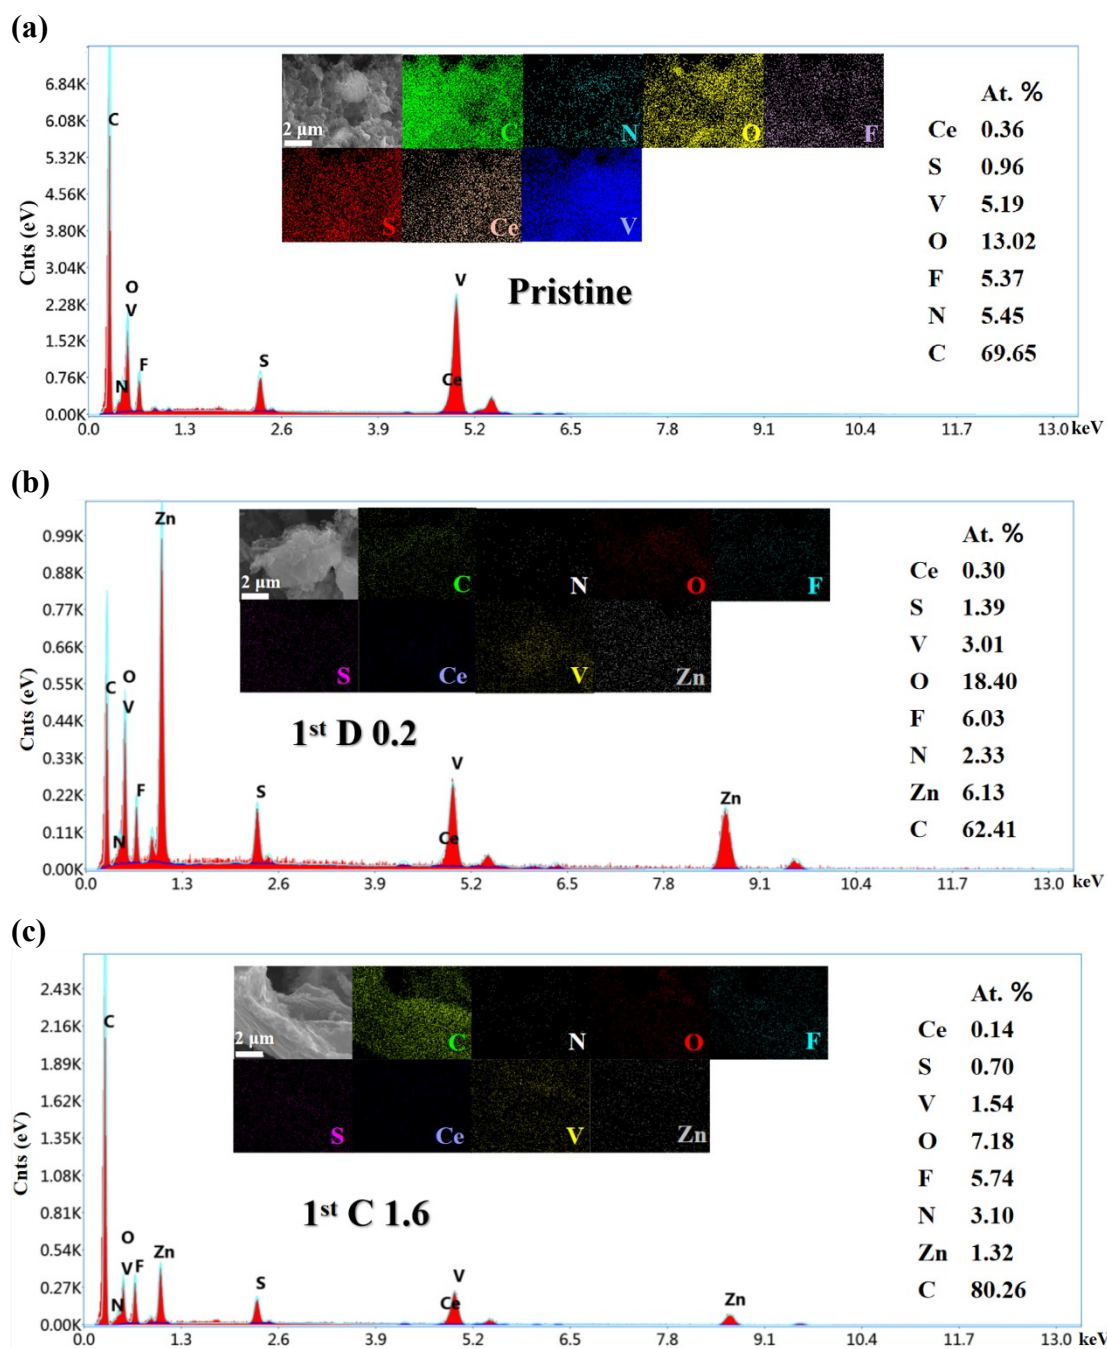 (a)
Cnts (eV)
6.84K
6.08K
5.32K
4.56K
3.80K
3.04K
2.28K
1.52K
0.76K
0.00K
C
N
O
V
F
S
Ce
V
2 μm
C
N
O
F
S
Ce
V
Pristine
At. %
Ce 0.36
S 0.96
V 5.19
O 13.02
F 5.37
N 5.45
C 69.65
0.0 1.3 2.6 3.9 5.2 6.5 7.8 9.1 10.4 11.7 13.0 keV
(b)
Cnts (eV)
0.99K
0.88K
0.77K
0.66K
0.55K
0.44K
0.33K
0.22K
0.11K
0.00K
C
N
O
V
F
Zn
S
Ce
V
Zn
2 μm
C
N
O
F
S
Ce
V
Zn
1st D 0.2
At. %
Ce 0.30
S 1.39
V 3.01
O 18.40
F 6.03
N 2.33
Zn 6.13
C 62.41
0.0 1.3 2.6 3.9 5.2 6.5 7.8 9.1 10.4 11.7 13.0 keV
(c)
Cnts (eV)
2.43K
2.16K
1.89K
1.62K
1.35K
1.08K
0.81K
0.54K
0.27K
0.00K
C
N
O
V
F
Zn
S
Ce
V
Zn
2 μm
C
N
O
F
S
Ce
V
Zn
1st C 1.6
At. %
Ce 0.14
S 0.70
V 1.54
O 7.18
F 5.74
N 3.10
Zn 1.32
C 80.26
0.0 1.3 2.6 3.9 5.2 6.5 7.8 9.1 10.4 11.7 13.0 keV